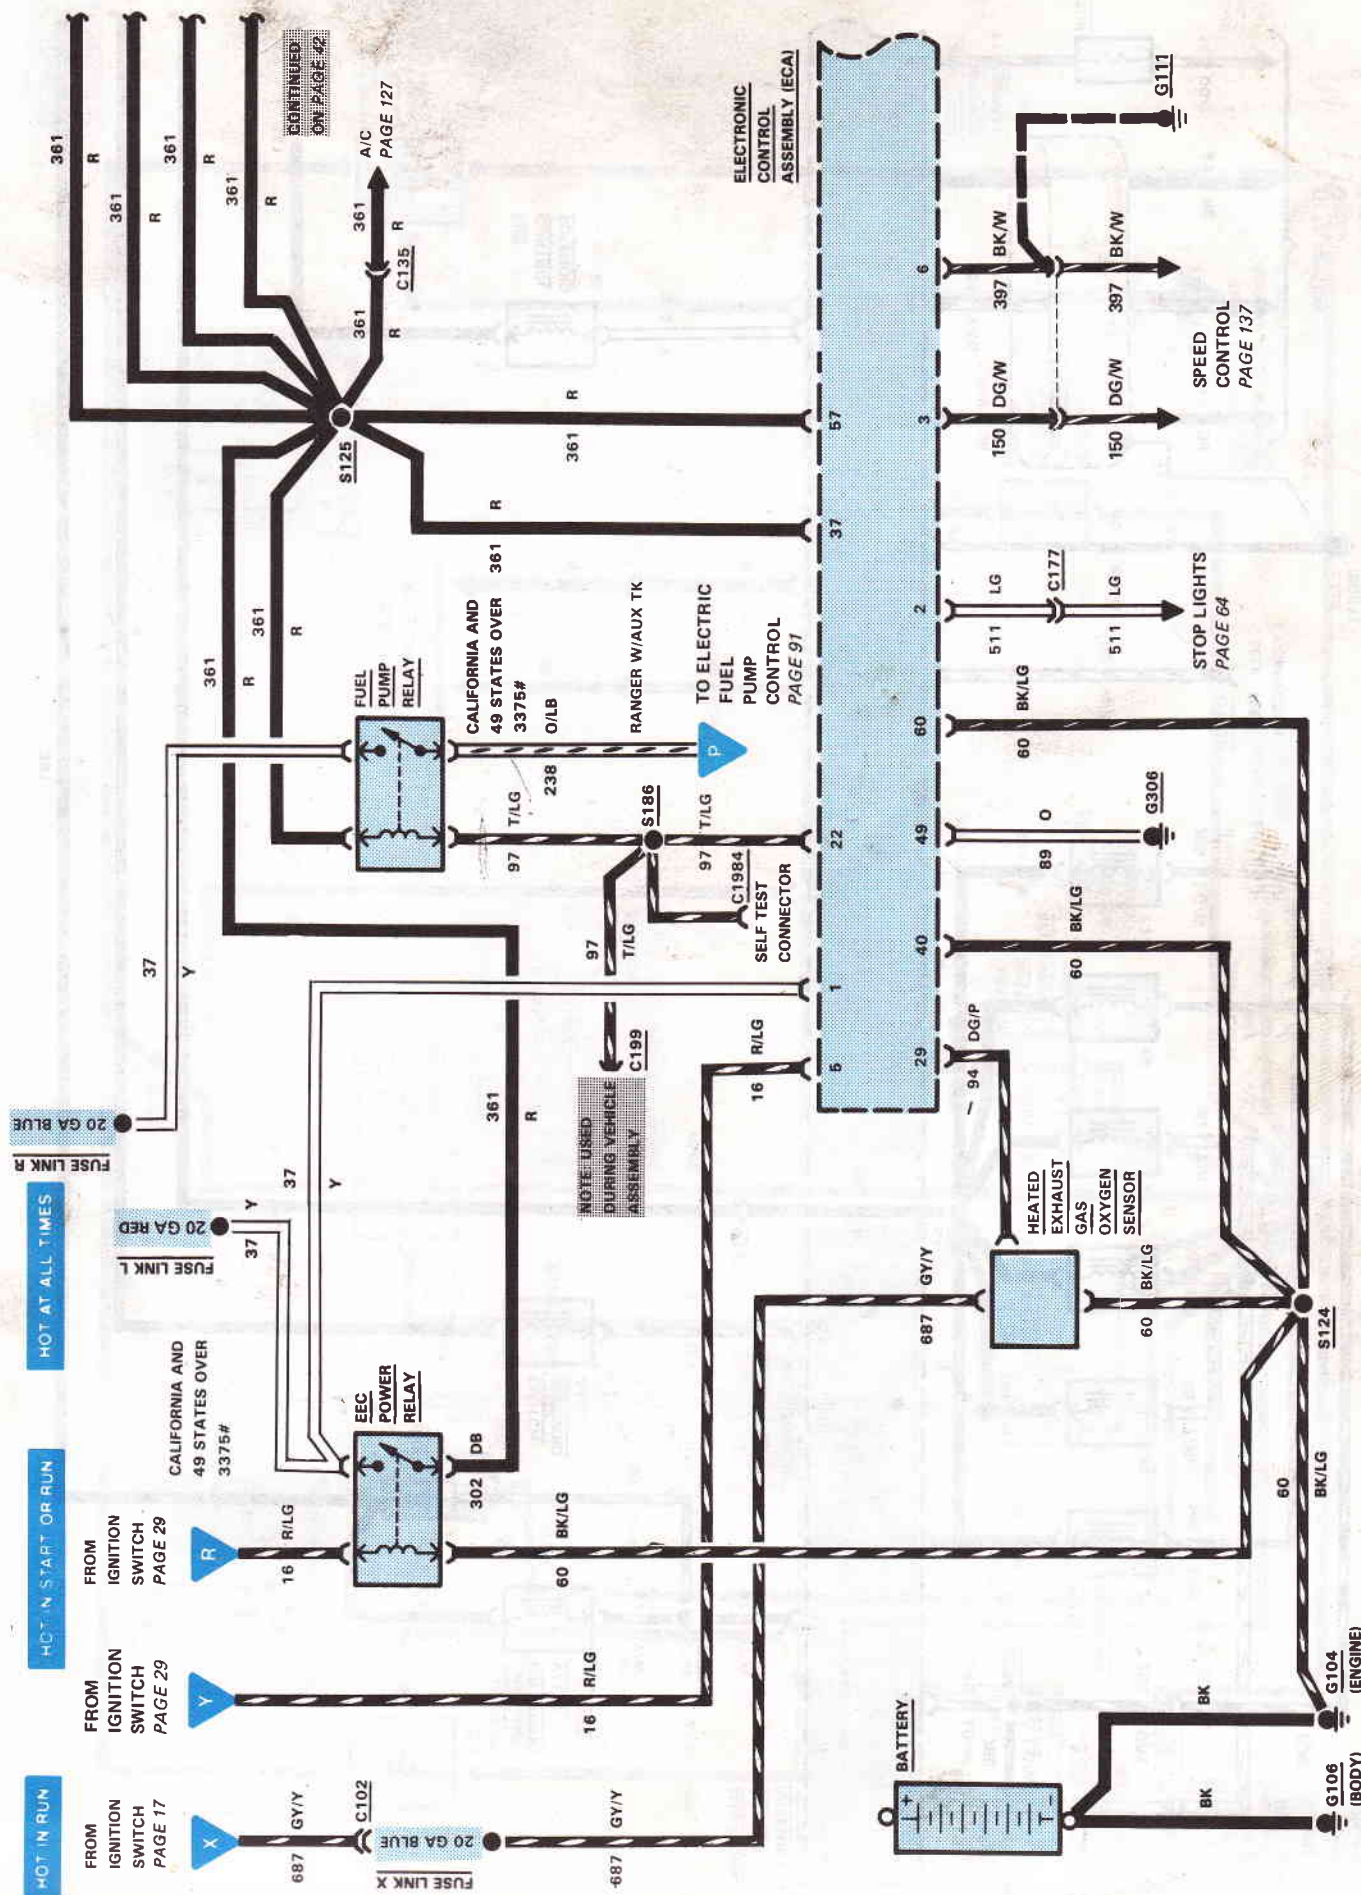 HOT IN RUN
HOT IN START OR RUN
HOT AT ALL TIMES
FROM
IGNITION
SWITCH
PAGE 17
X
687 GY/Y
C102
20 GA BLUE
FUSE LINK X
687 GY/Y
FROM
IGNITION
SWITCH
PAGE 29
Y
16 R/LG
FROM
IGNITION
SWITCH
PAGE 29
R
16 R/LG
CALIFORNIA AND
49 STATES OVER
3375#
EEC
POWER
RELAY
302 DB
60 BK/LG
FUSE LINK L
20 GA RED
37 Y
37
Y
FUSE LINK R
20 GA BLUE
37
Y
361
R
361
R
361
R
FUEL
PUMP
RELAY
CALIFORNIA AND
49 STATES OVER
3375#
238 O/LB
RANGER W/AUX TK
P
TO ELECTRIC
FUEL
PUMP
CONTROL
PAGE 91
97 T/LG
S186
97 T/LG
97
T/LG
C199
NOTE: USED
DURING VEHICLE
ASSEMBLY
C1984
SELF TEST
CONNECTOR
361
R
361
R
361
R
361
R
CONTINUED
ON PAGE 42
S125
361
R
C135
361
R
A/C
PAGE 127
361 R
361 R
16 R/LG
5
1
22
37
57
ELECTRONIC
CONTROL
ASSEMBLY (ECA)
29
40
49
60
2
3
6
94 DG/P
HEATED
EXHAUST
GAS
OXYGEN
SENSOR
687 GY/Y
60 BK/LG
60 BK/LG
89 O
G306
60 BK/LG
511 LG
C177
511 LG
STOP LIGHTS
PAGE 64
150 DG/W
150 DG/W
397 BK/W
397 BK/W
SPEED
CONTROL
PAGE 137
G111
S124
60
BK/LG
BATTERY
+
-
BK
BK
G106
(BODY)
G104
(ENGINE)